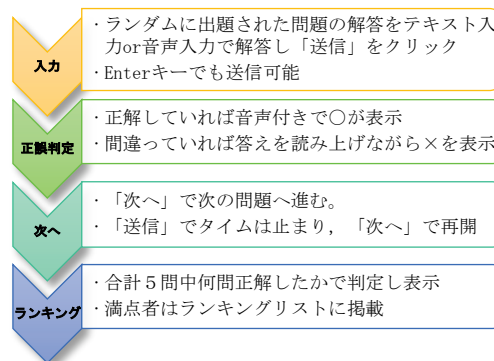 入力
・ランダムに出題された問題の解答をテキスト入
力or音声入力で解答し「送信」をクリック
・Enterキーでも送信可能
正誤判定
・正解していれば音声付きで〇が表示
・間違っていれば答えを読み上げながら×を表示
次へ
・「次へ」で次の問題へ進む。
・「送信」でタイムは止まり，「次へ」で再開
ランキング
・合計５問中何問正解したかで判定し表示
・満点者はランキングリストに掲載